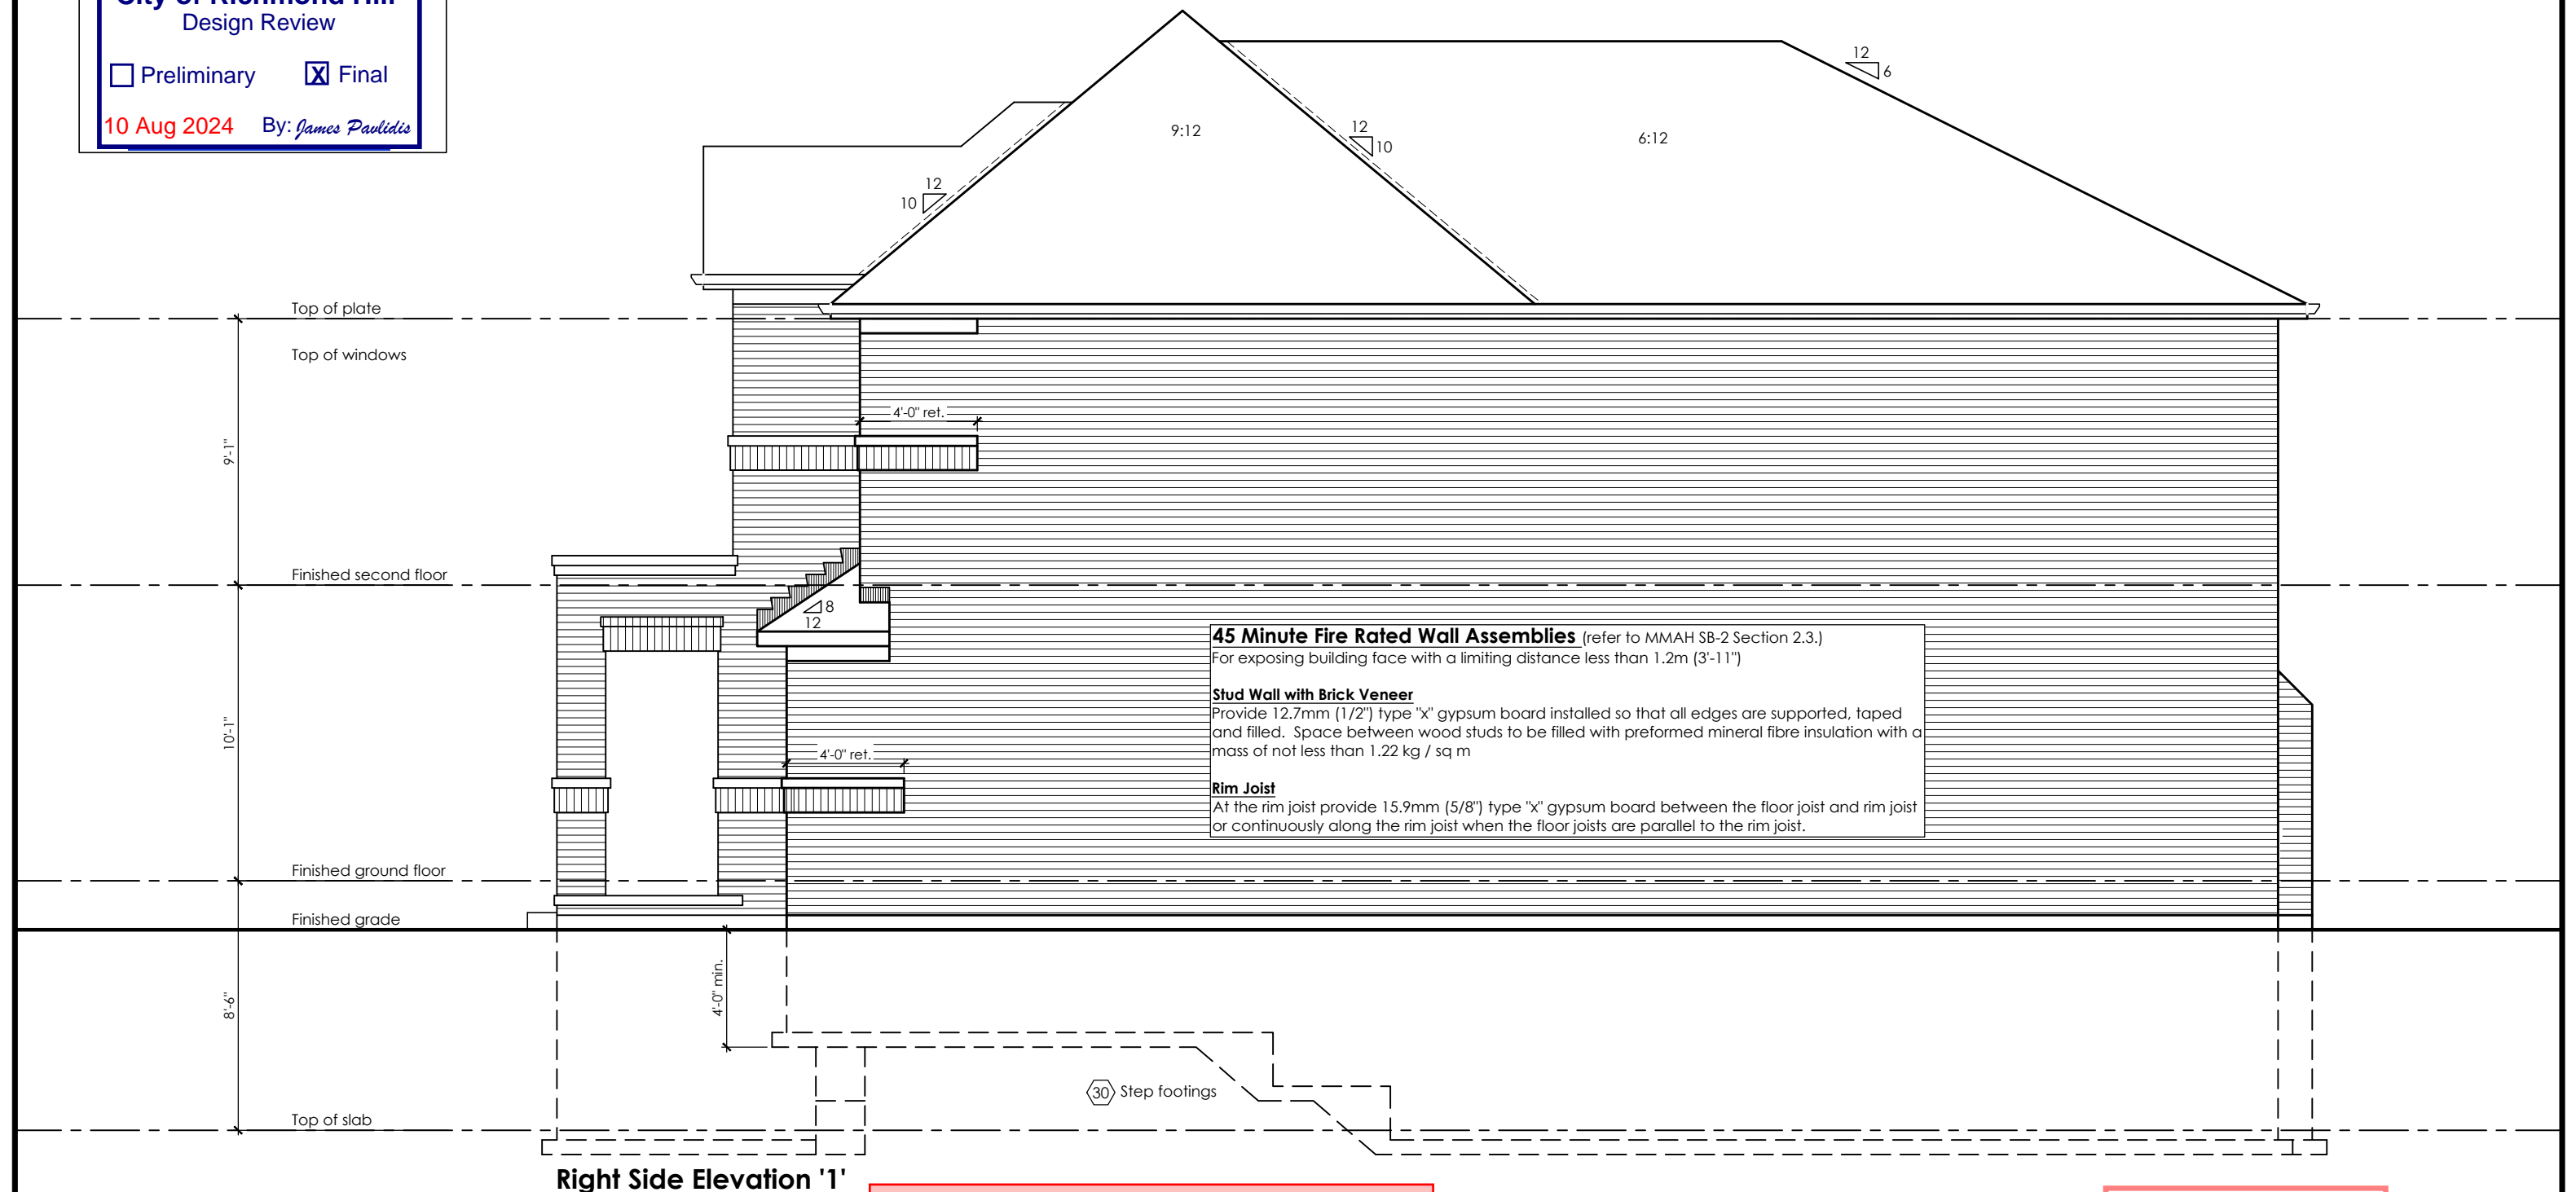 City of Richmond Hill
Design Review
Preliminary
X Final
10 Aug 2024 By: James Pavlidis
12
6
12
10
9:12
6:12
12
10
Top of plate
Top of windows
4'-0" ret.
9'-1"
Finished second floor
8
12
45 Minute Fire Rated Wall Assemblies (refer to MMAH SB-2 Section 2.3.)
For exposing building face with a limiting distance less than 1.2m (3'-11")
Stud Wall with Brick Veneer
Provide 12.7mm (1/2") type "x" gypsum board installed so that all edges are supported, taped
and filled. Space between wood studs to be filled with preformed mineral fibre insulation with a
mass of not less than 1.22 kg / sq m
Rim Joist
At the rim joist provide 15.9mm (5/8") type "x" gypsum board between the floor joist and rim joist
or continuously along the rim joist when the floor joists are parallel to the rim joist.
10'-1"
4'-0" ret.
Finished ground floor
Finished grade
4'-0" min.
8'-6"
30 Step footings
Top of slab
Right Side Elevation '1'